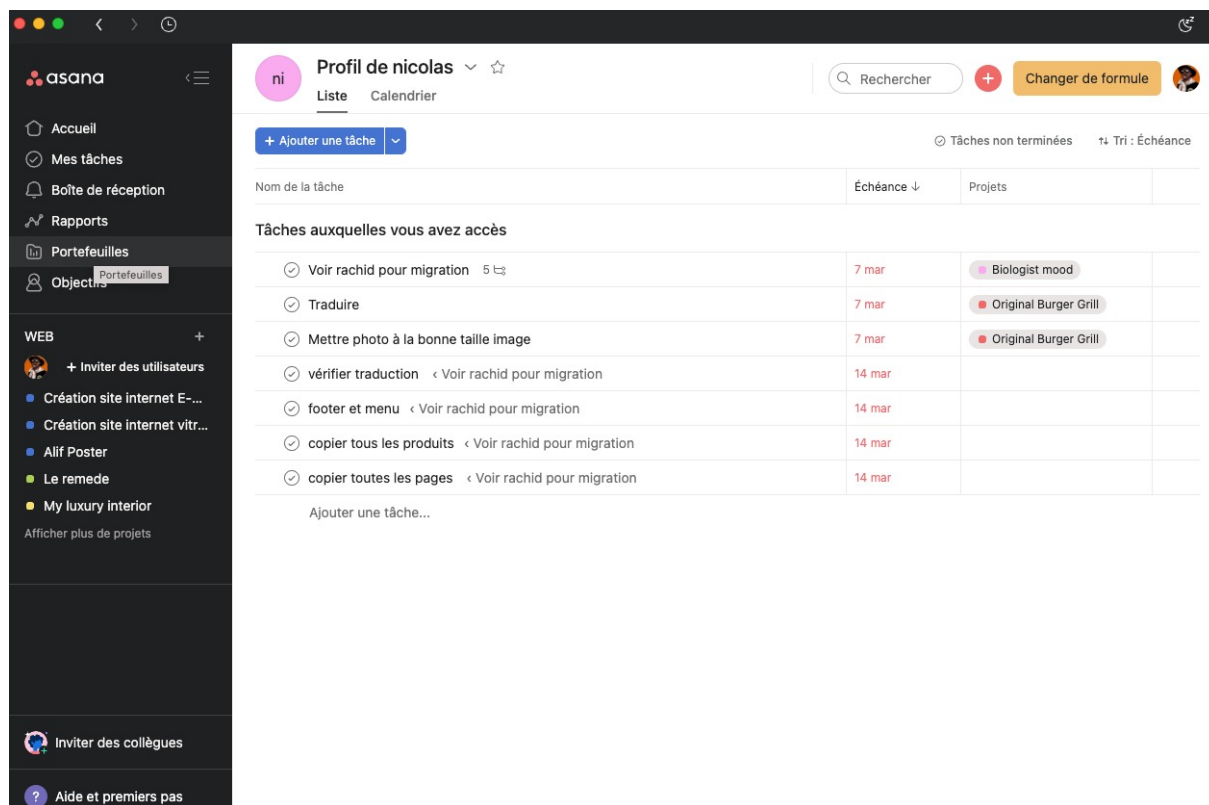 asana
Accueil
Mes tâches
Boîte de réception
Rapports
Portefeuilles
Portefeuilles
Objectifs
WEB +
+ Inviter des utilisateurs
Création site internet E-...
Création site internet vitr...
Alif Poster
Le remede
My luxury interior
Afficher plus de projets
Inviter des collègues
? Aide et premiers pas
ni Profil de nicolas
Liste Calendrier
Rechercher + Changer de formule
+ Ajouter une tâche Tâches non terminées ↑↓ Tri : Échéance
Nom de la tâche Échéance ↓ Projets
Tâches auxquelles vous avez accès
Voir rachid pour migration 5 7 mar Biologist mood
Traduire 7 mar Original Burger Grill
Mettre photo à la bonne taille image 7 mar Original Burger Grill
vérifier traduction ‹ Voir rachid pour migration 14 mar
footer et menu ‹ Voir rachid pour migration 14 mar
copier tous les produits ‹ Voir rachid pour migration 14 mar
copier toutes les pages ‹ Voir rachid pour migration 14 mar
Ajouter une tâche...